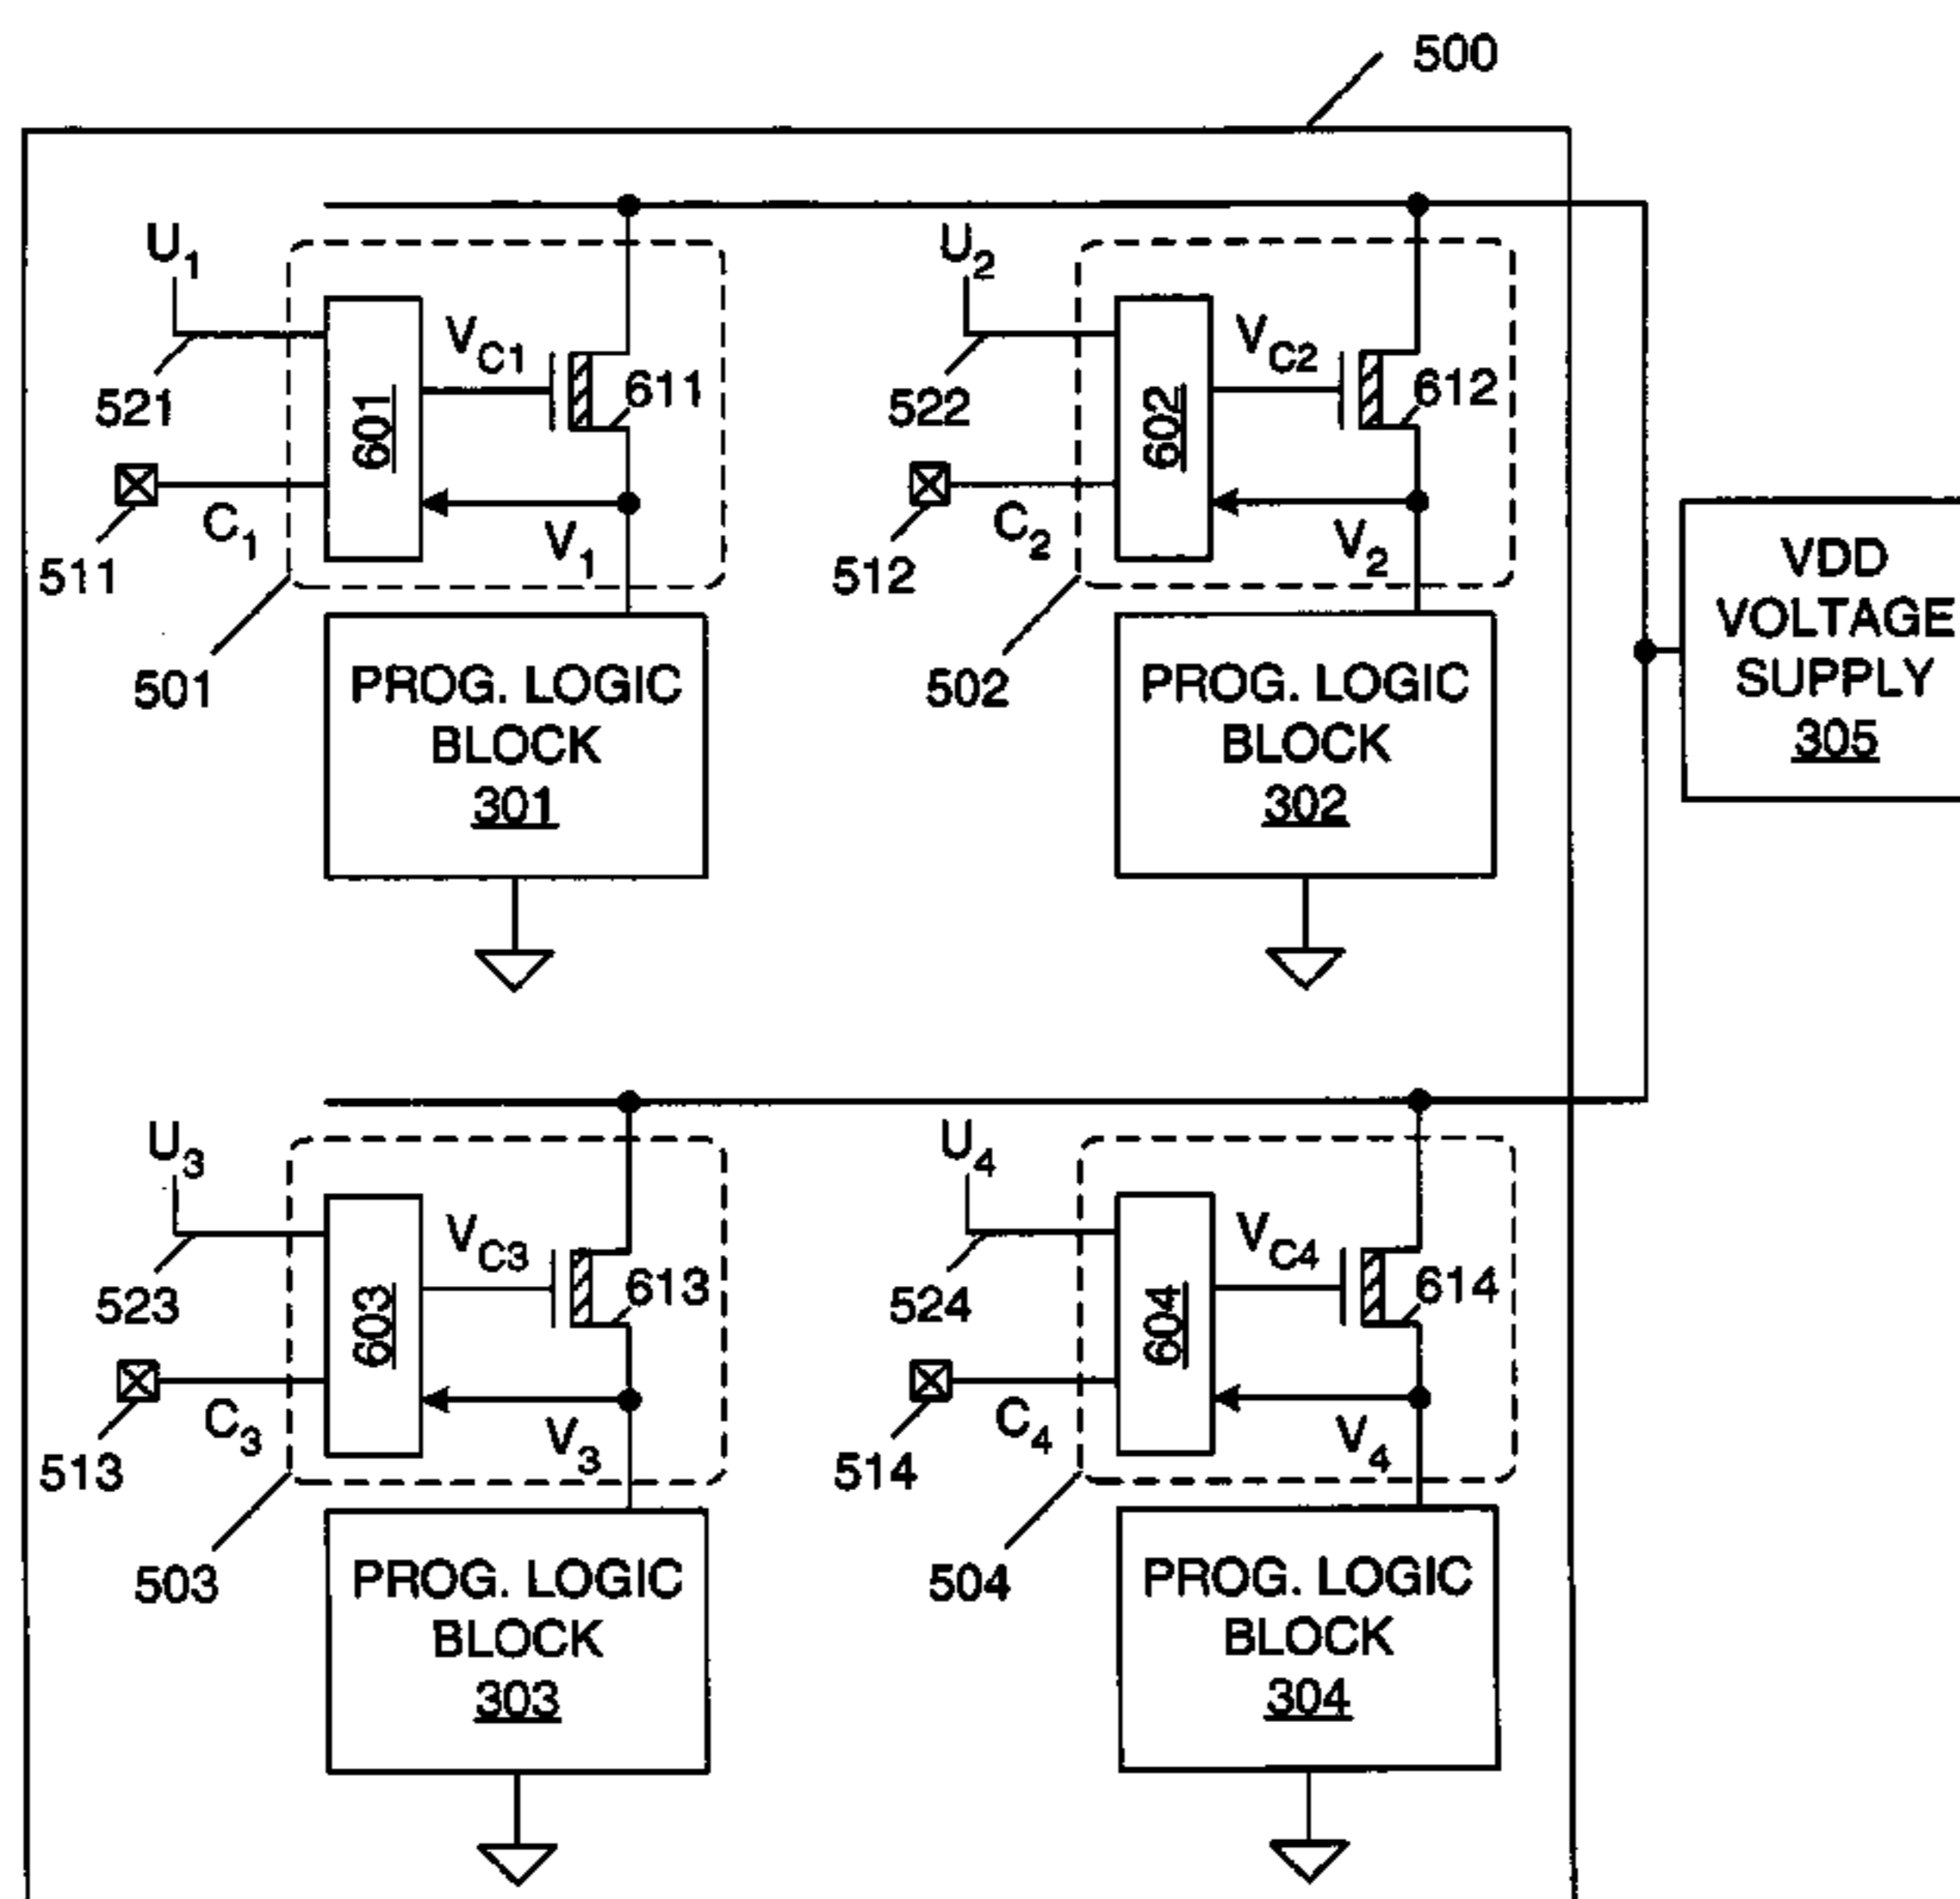 500
U1
U2
VC1
VC2
611
612
521
522
601
602
C1
V1
C2
V2
511
512
VDD
VOLTAGE
SUPPLY
305
501
502
PROG. LOGIC
BLOCK
301
PROG. LOGIC
BLOCK
302
U3
U4
VC3
VC4
613
614
523
524
603
604
C3
V3
C4
V4
513
514
503
504
PROG. LOGIC
BLOCK
303
PROG. LOGIC
BLOCK
304